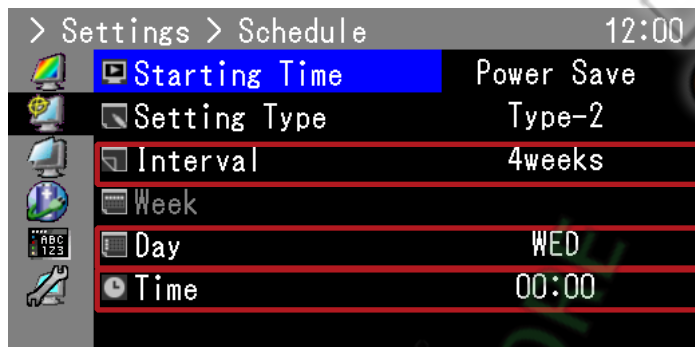 > Settings > Schedule 12:00
Starting Time Power Save
Setting Type Type-2
Interval 4weeks
Week
ABC
123
Day WED
Time 00:00